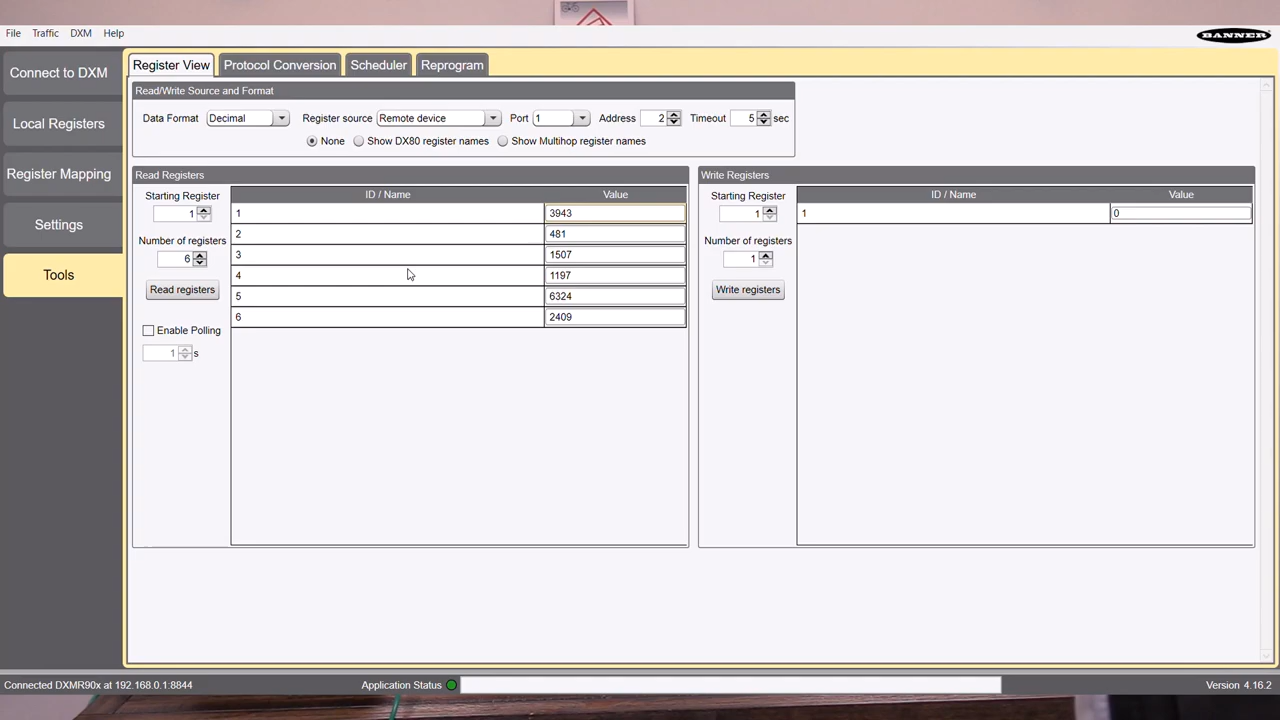 File Traffic DXM Help
BANNER
Connect to DXM
Local Registers
Register Mapping
Settings
Tools
Register View Protocol Conversion Scheduler Reprogram
Read/Write Source and Format
Data Format Decimal Register source Remote device Port 1 Address 2 Timeout 5 sec
None Show DX80 register names Show Multihop register names
Read Registers
Starting Register
1
Number of registers
6
Read registers
Enable Polling
1 s
ID / Name Value
1 3943
2 481
3 1507
4 1197
5 6324
6 2409
Write Registers
Starting Register
1
Number of registers
1
Write registers
ID / Name Value
1 0
Connected DXMR90x at 192.168.0.1:8844 Application Status Version 4.16.2